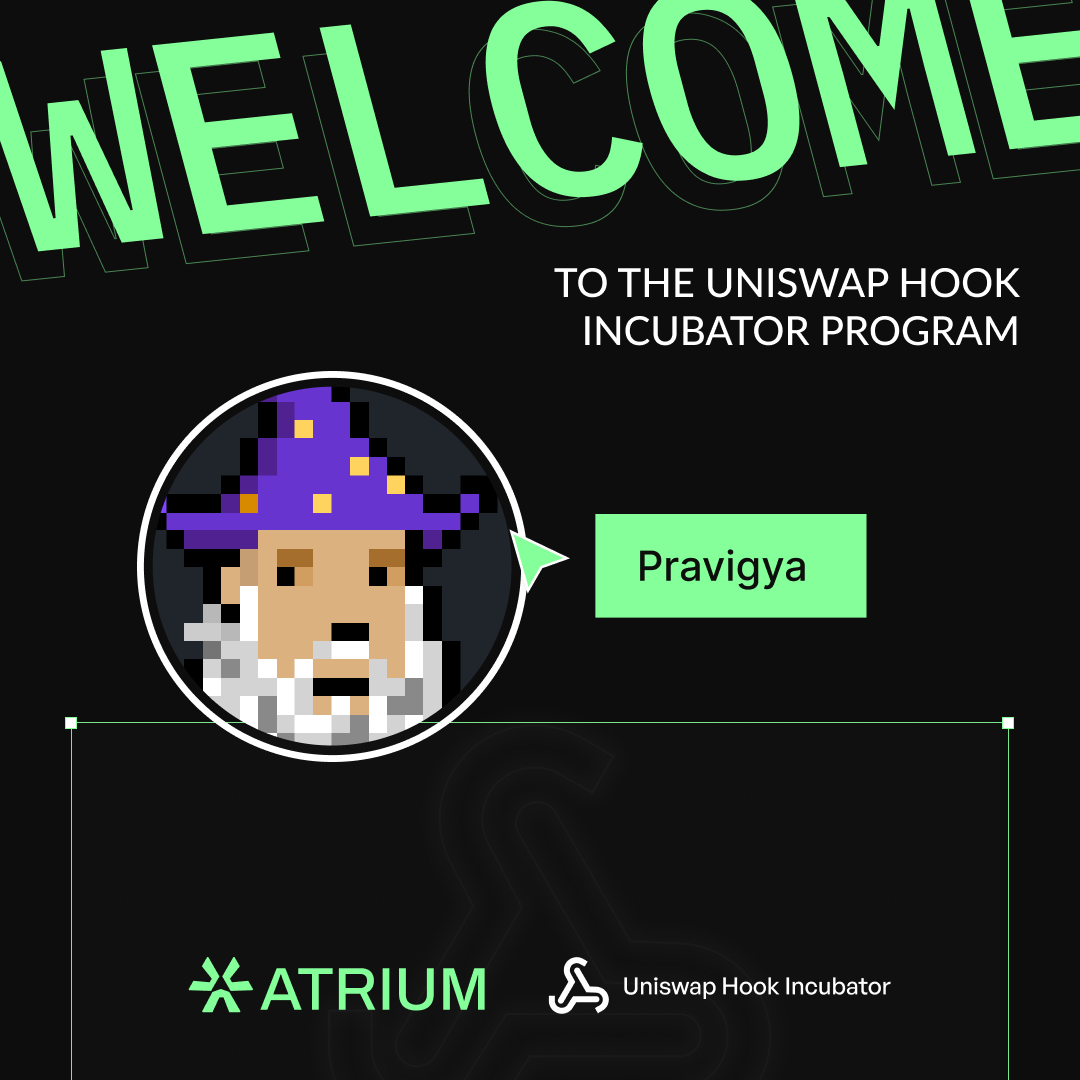 WELCOME
TO THE UNISWAP HOOK
INCUBATOR PROGRAM
Pravigya
ATRIUM
Uniswap Hook Incubator